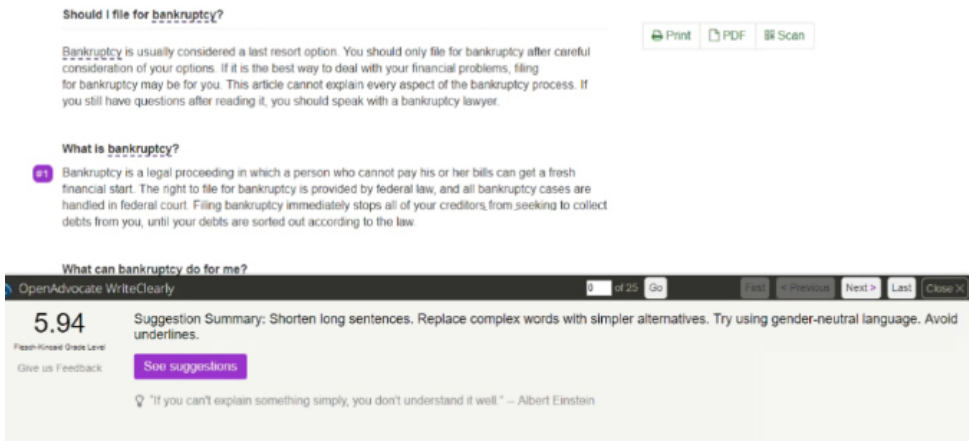 Should I file for bankruptcy?
Print PDF Scan
Bankruptcy is usually considered a last resort option. You should only file for bankruptcy after careful
consideration of your options. If it is the best way to deal with your financial problems, filing
for bankruptcy may be for you. This article cannot explain every aspect of the bankruptcy process. If
you still have questions after reading it, you should speak with a bankruptcy lawyer.
What is bankruptcy?
#1
Bankruptcy is a legal proceeding in which a person who cannot pay his or her bills can get a fresh
financial start. The right to file for bankruptcy is provided by federal law, and all bankruptcy cases are
handled in federal court. Filing bankruptcy immediately stops all of your creditors from seeking to collect
debts from you, until your debts are sorted out according to the law.
What can bankruptcy do for me?
OpenAdvocate WriteClearly 0 of 25 Go First < Previous Next > Last Close X
5.94
Flesch-Kincaid Grade Level
Give us Feedback
Suggestion Summary: Shorten long sentences. Replace complex words with simpler alternatives. Try using gender-neutral language. Avoid
underlines.
See suggestions
"If you can't explain something simply, you don't understand it well." – Albert Einstein